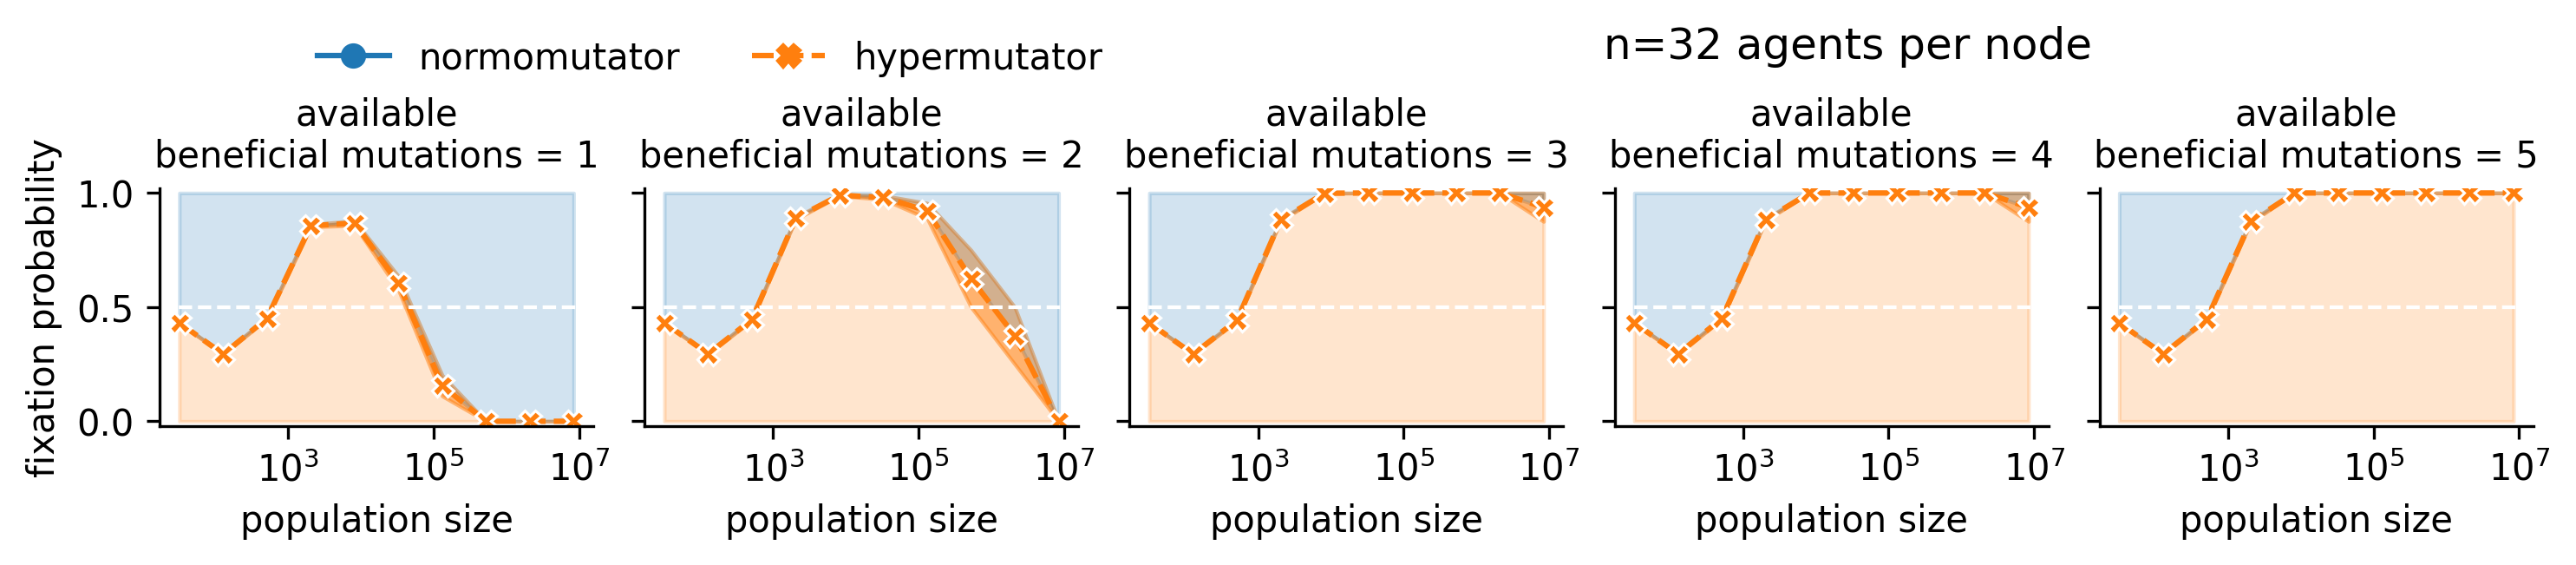 normomutator
hypermutator
n=32 agents per node
available
beneficial mutations = 1
available
beneficial mutations = 2
available
beneficial mutations = 3
available
beneficial mutations = 4
available
beneficial mutations = 5
fixation probability
1.0
0.5
0.0
10³ 10⁵ 10⁷
10³ 10⁵ 10⁷
10³ 10⁵ 10⁷
10³ 10⁵ 10⁷
10³ 10⁵ 10⁷
population size
population size
population size
population size
population size